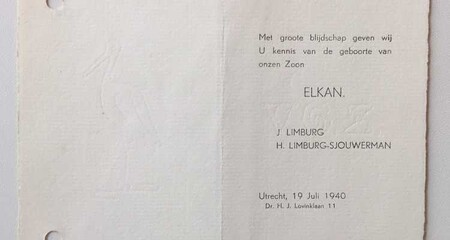 Met groote blijdschap geven wij
U kennis van de geboorte van
onzen Zoon
ELKAN.
J. LIMBURG
H. LIMBURG-SJOUWERMAN
Utrecht, 19 Juli 1940
Dr. H. J. Lovinklaan 11